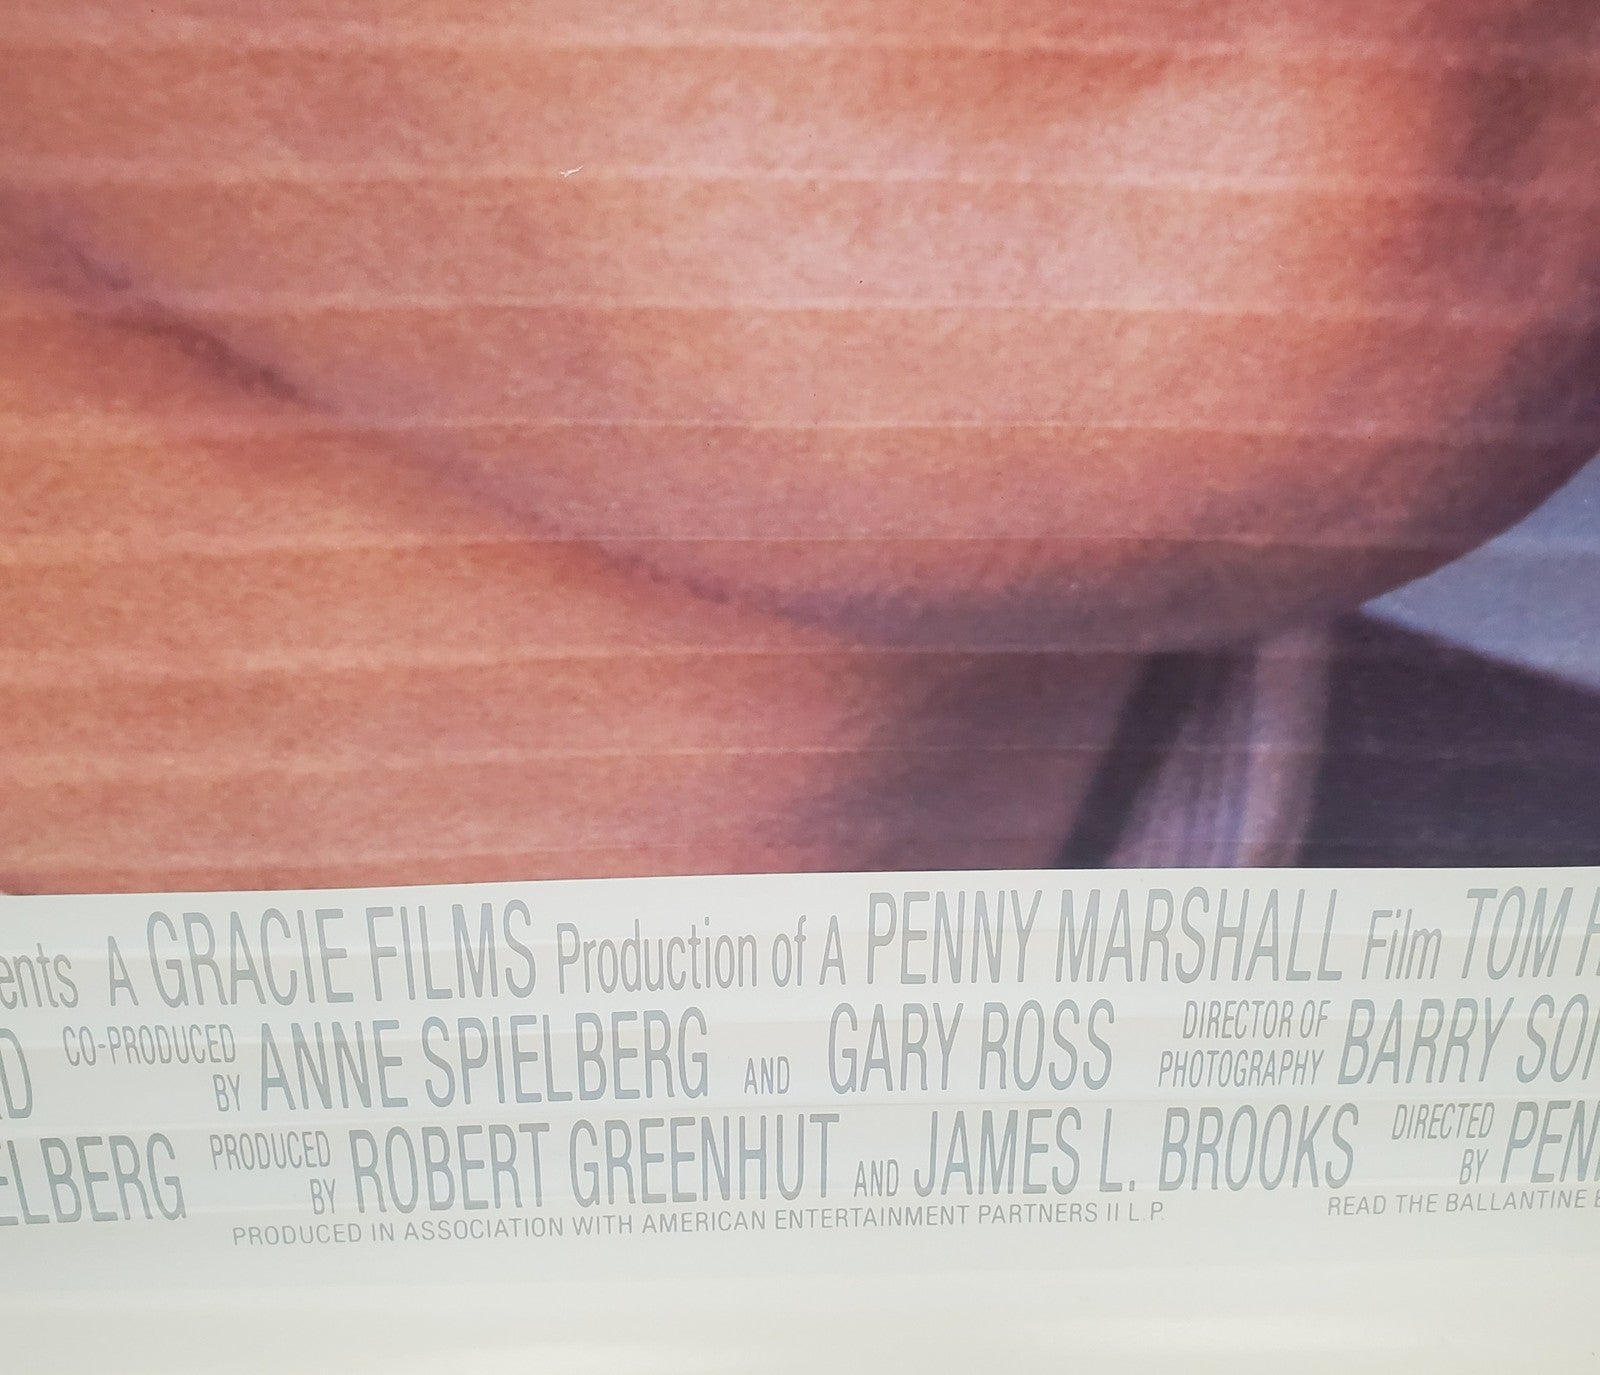 ents A GRACIE FILMS Production of A PENNY MARSHALL Film TOM H
D CO-PRODUCED BY ANNE SPIELBERG AND GARY ROSS DIRECTOR OF PHOTOGRAPHY BARRY SON
ELBERG PRODUCED BY ROBERT GREENHUT AND JAMES L. BROOKS DIRECTED BY PENN
PRODUCED IN ASSOCIATION WITH AMERICAN ENTERTAINMENT PARTNERS II L.P. READ THE BALLANTINE B